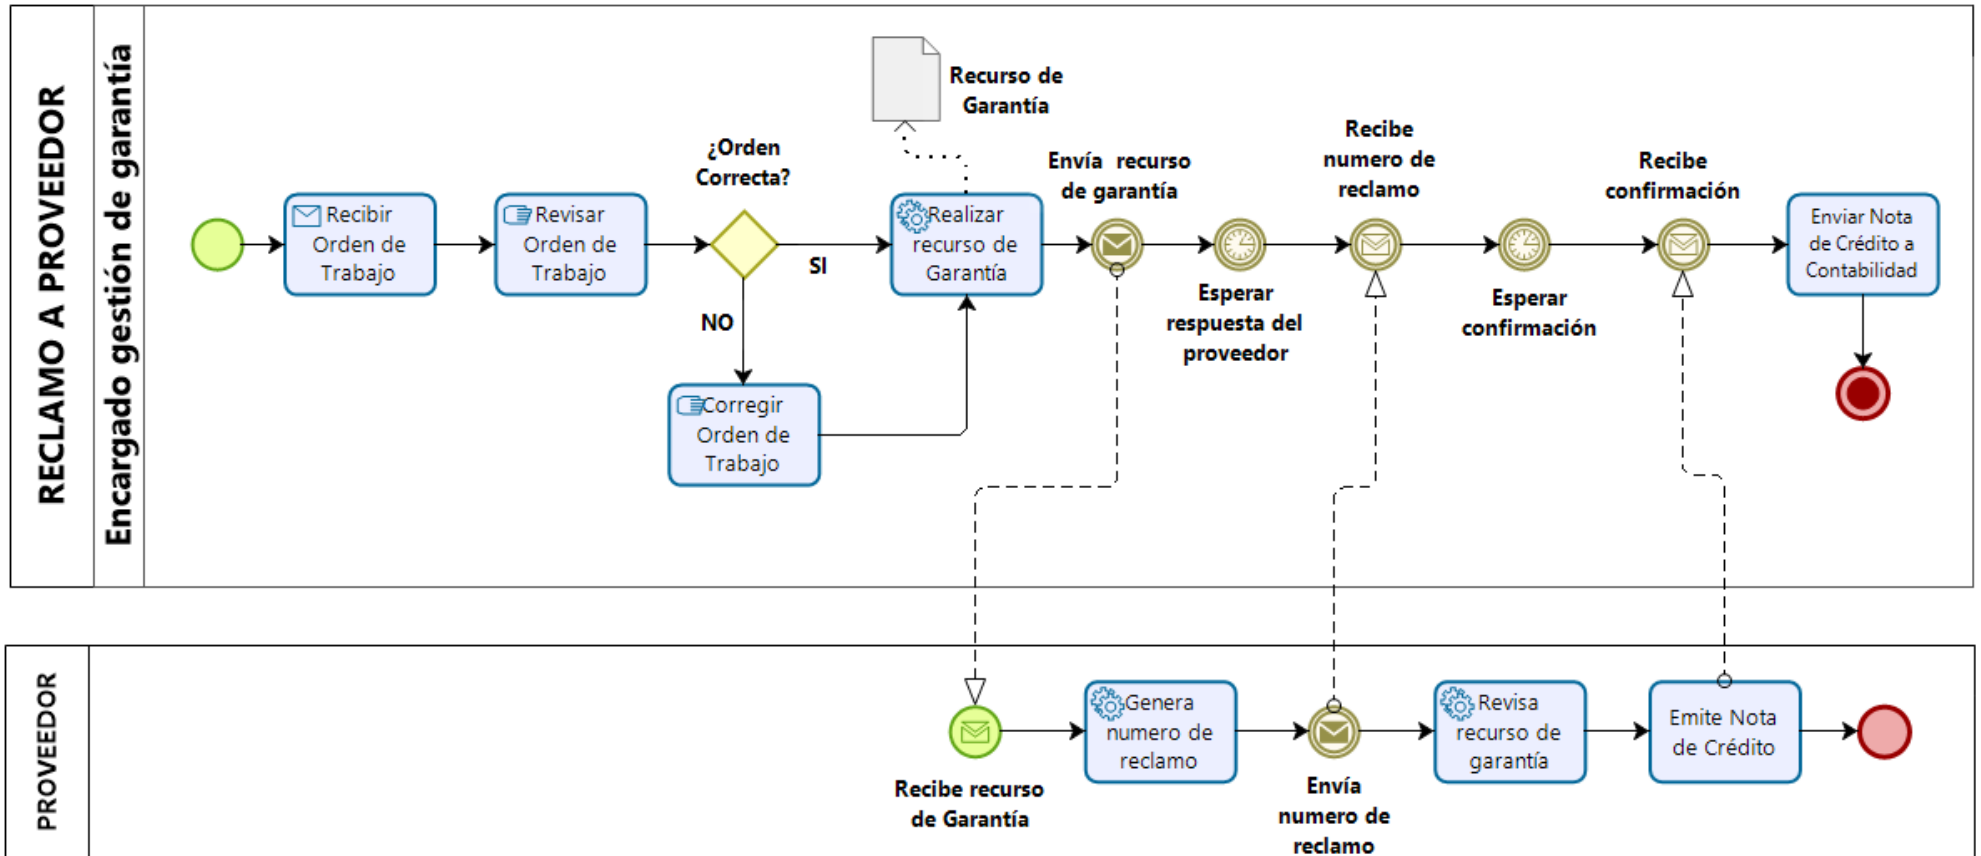 RECLAMO A PROVEEDOR
Encargado gestión de garantía
Recibir
Orden de
Trabajo
Revisar
Orden de
Trabajo
¿Orden
Correcta?
SI
NO
Corregir
Orden de
Trabajo
Recurso de
Garantía
Realizar
recurso de
Garantía
Envía recurso
de garantía
Esperar
respuesta del
proveedor
Recibe
numero de
reclamo
Esperar
confirmación
Recibe
confirmación
Enviar Nota
de Crédito a
Contabilidad
PROVEEDOR
Recibe recurso
de Garantía
Genera
numero de
reclamo
Envía
numero de
reclamo
Revisa
recurso de
garantía
Emite Nota
de Crédito